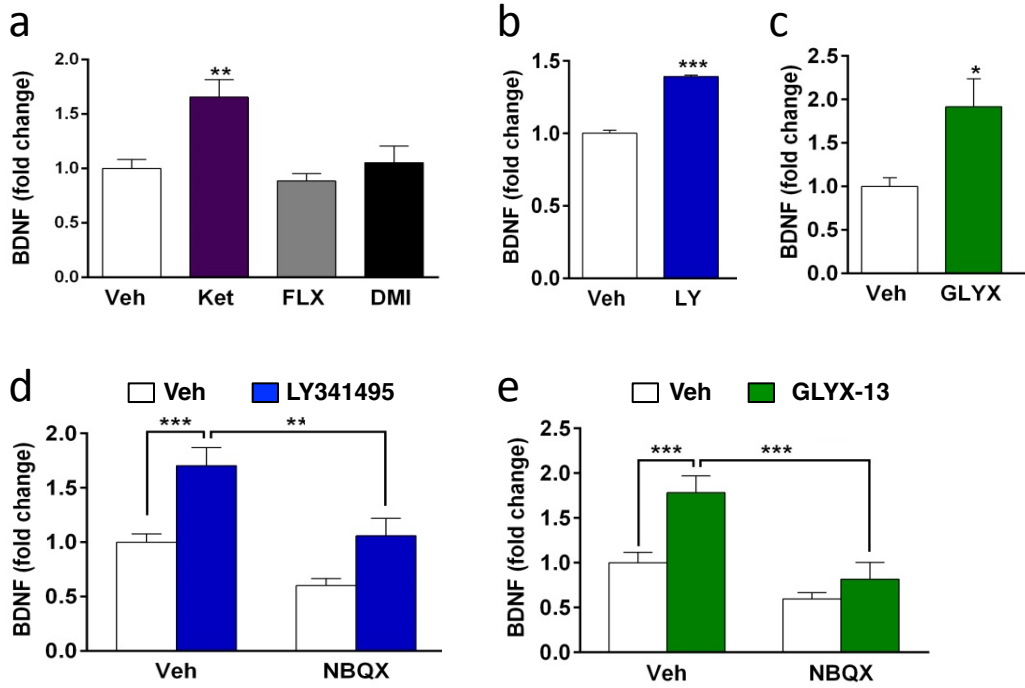 a
BDNF (fold change)
2.0
1.5
1.0
0.5
0.0
**
Veh Ket FLX DMI
b
BDNF (fold change)
1.5
1.0
0.5
0.0
***
Veh LY
c
BDNF (fold change)
2.5
2.0
1.5
1.0
0.5
0.0
*
Veh GLYX
d
Veh LY341495
BDNF (fold change)
2.0
1.5
1.0
0.5
0.0
*** **
Veh NBQX
e
Veh GLYX-13
BDNF (fold change)
2.5
2.0
1.5
1.0
0.5
0.0
*** ***
Veh NBQX